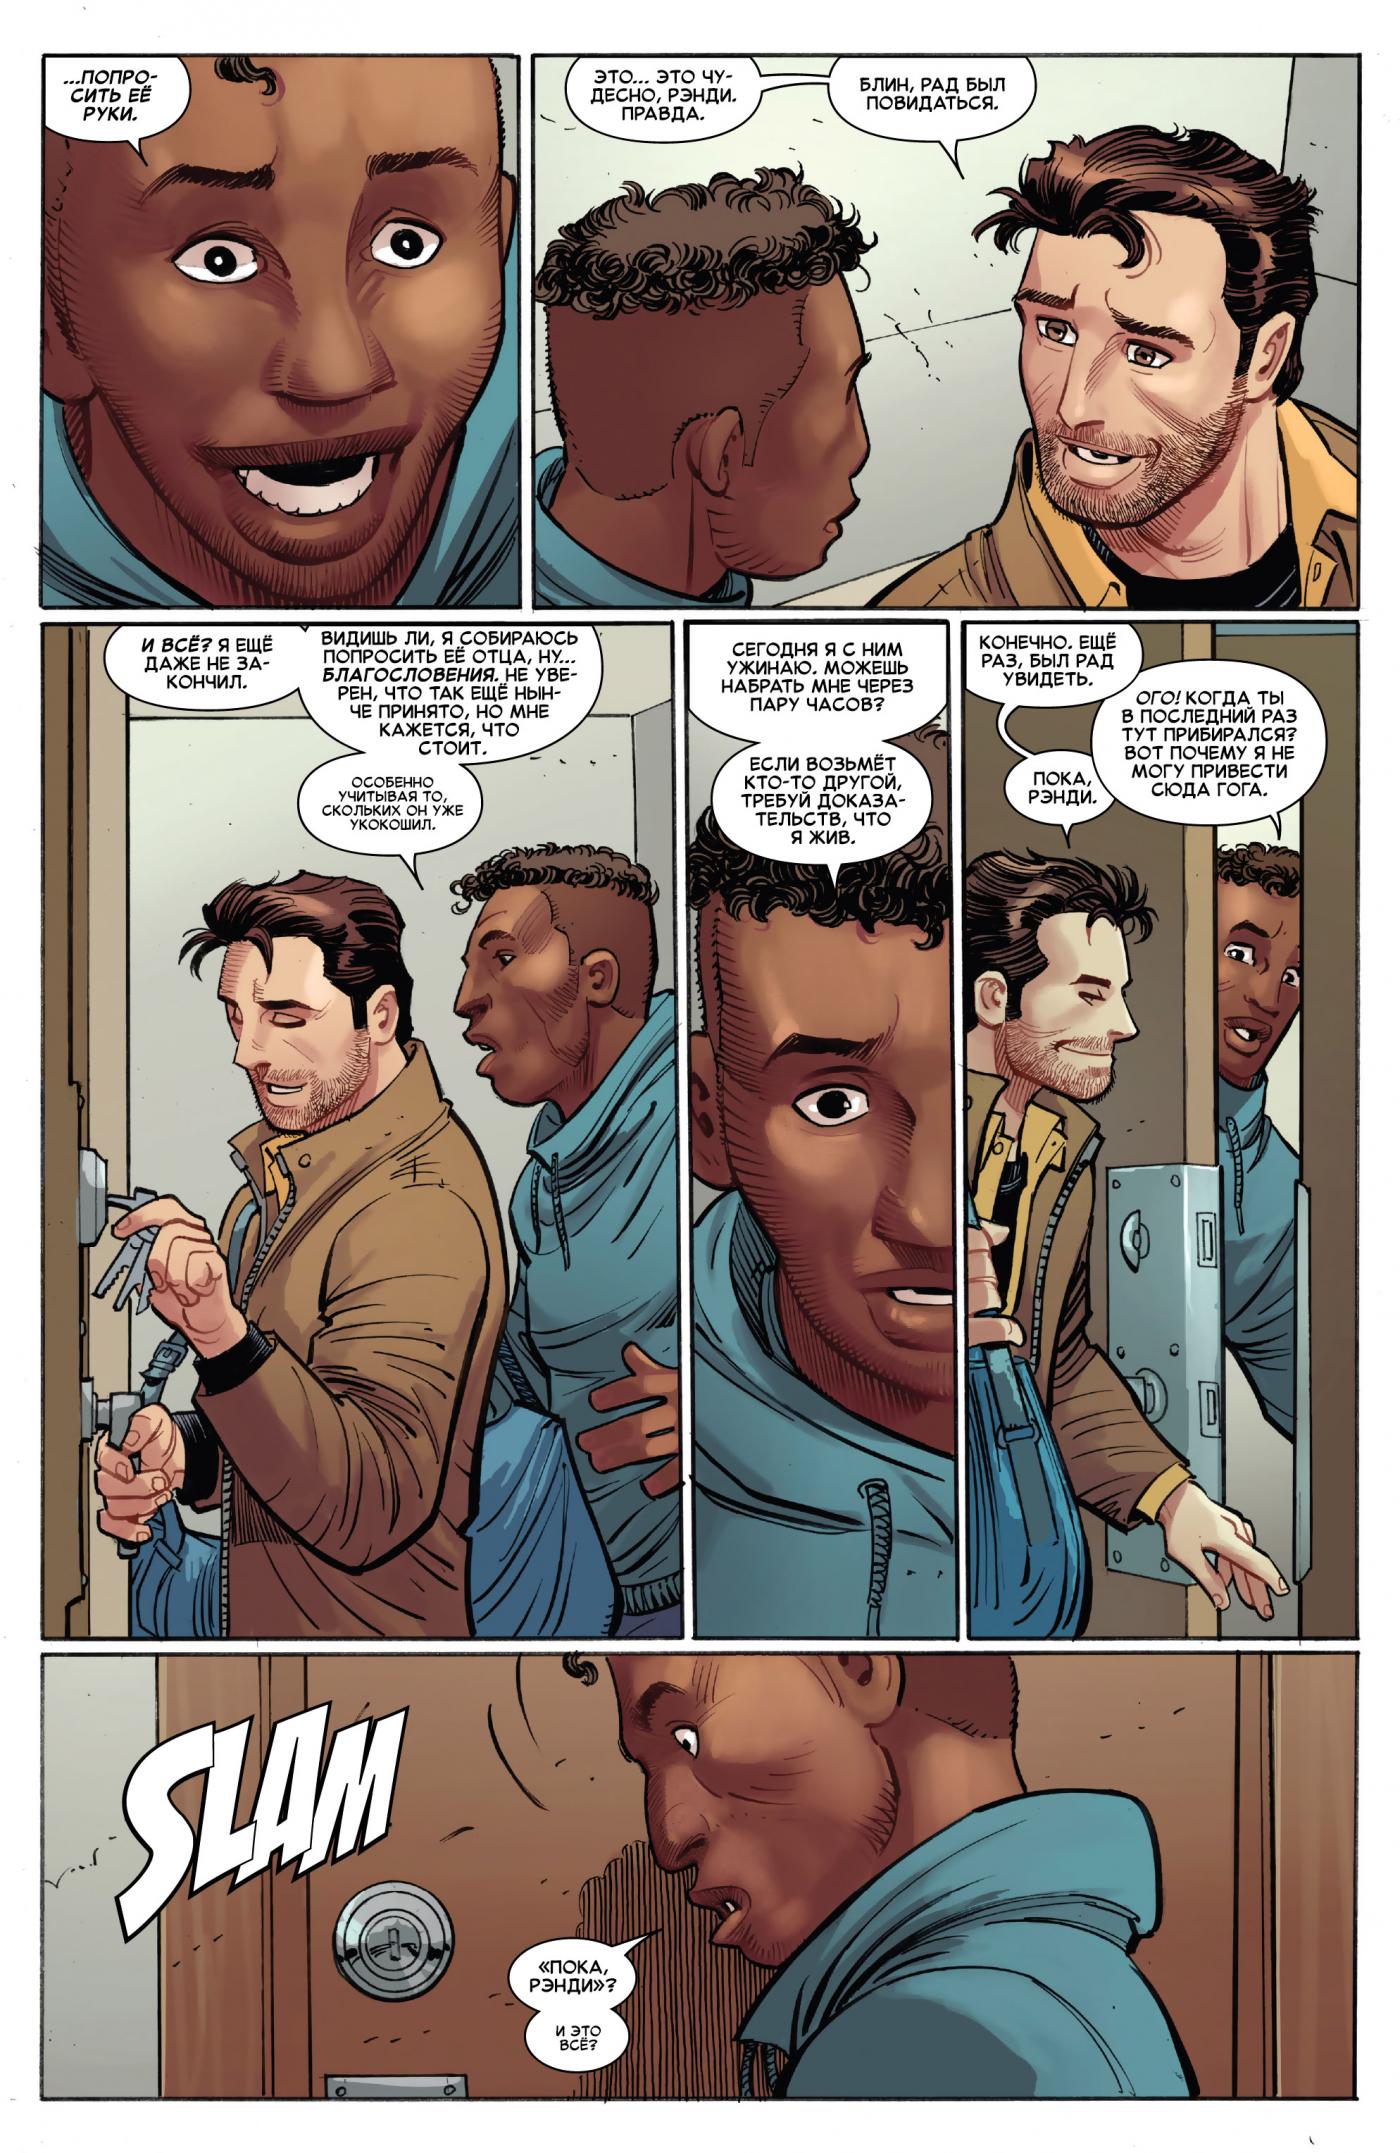 ...ПОПРО-
СИТЬ ЕЁ
РУКИ.
ЭТО... ЭТО ЧУ-
ДЕСНО, РЭНДИ.
ПРАВДА.
БЛИН, РАД БЫЛ
ПОВИДАТЬСЯ.
И ВСЁ? Я ЕЩЁ
ДАЖЕ НЕ ЗА-
КОНЧИЛ.
ВИДИШЬ ЛИ, Я СОБИРАЮСЬ
ПОПРОСИТЬ ЕЁ ОТЦА, НУ...
БЛАГОСЛОВЕНИЯ. НЕ УВЕ-
РЕН, ЧТО ТАК ЕЩЁ НЫН-
ЧЕ ПРИНЯТО, НО МНЕ
КАЖЕТСЯ, ЧТО
СТОИТ.
ОСОБЕННО
УЧИТЫВАЯ ТО,
СКОЛЬКИХ ОН УЖЕ
УКОКОШИЛ.
СЕГОДНЯ Я С НИМ
УЖИНАЮ. МОЖЕШЬ
НАБРАТЬ МНЕ ЧЕРЕЗ
ПАРУ ЧАСОВ?
ЕСЛИ ВОЗЬМЁТ
КТО-ТО ДРУГОЙ,
ТРЕБУЙ ДОКАЗА-
ТЕЛЬСТВ, ЧТО
Я ЖИВ.
КОНЕЧНО. ЕЩЁ
РАЗ, БЫЛ РАД
УВИДЕТЬ.
ПОКА,
РЭНДИ.
ОГО! КОГДА ТЫ
В ПОСЛЕДНИЙ РАЗ
ТУТ ПРИБИРАЛСЯ?
ВОТ ПОЧЕМУ Я НЕ
МОГУ ПРИВЕСТИ
СЮДА ГОГА.
SLAM
«ПОКА,
РЭНДИ»?
И ЭТО
ВСЁ?